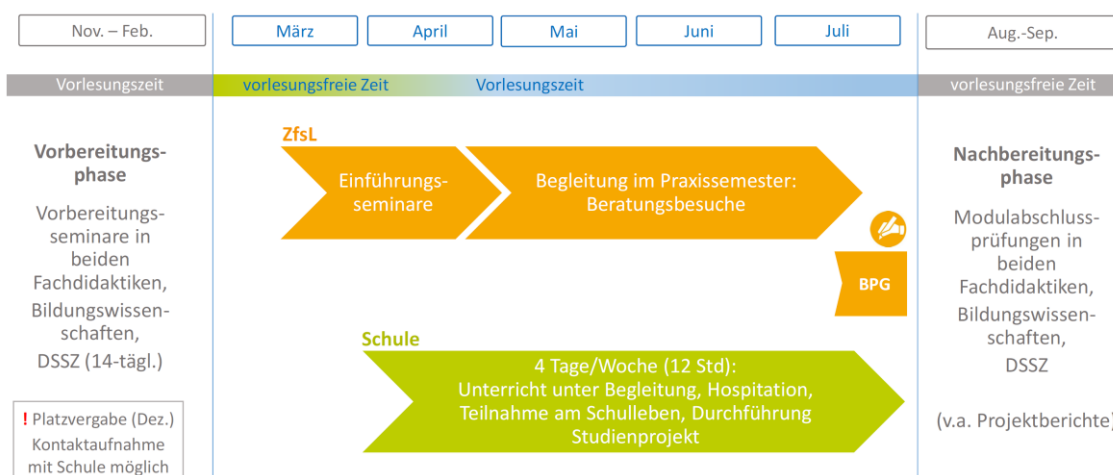 Nov. – Feb.
März
April
Mai
Juni
Juli
Aug.-Sep.
Vorlesungszeit
vorlesungsfreie Zeit
Vorlesungszeit
vorlesungsfreie Zeit
Vorbereitungs-
phase
Vorbereitungs-
seminare in
beiden
Fachdidaktiken,
Bildungswissen-
schaften,
DSSZ (14-tägl.)
! Platzvergabe (Dez.)
Kontaktaufnahme
mit Schule möglich
ZfsL
Einführungs-
seminare
Begleitung im Praxissemester:
Beratungsbesuche
BPG
Schule
4 Tage/Woche (12 Std):
Unterricht unter Begleitung, Hospitation,
Teilnahme am Schulleben, Durchführung
Studienprojekt
Nachbereitungs-
phase
Modulabschluss-
prüfungen in
beiden
Fachdidaktiken,
Bildungswissen-
schaften,
DSSZ
(v.a. Projektberichte)